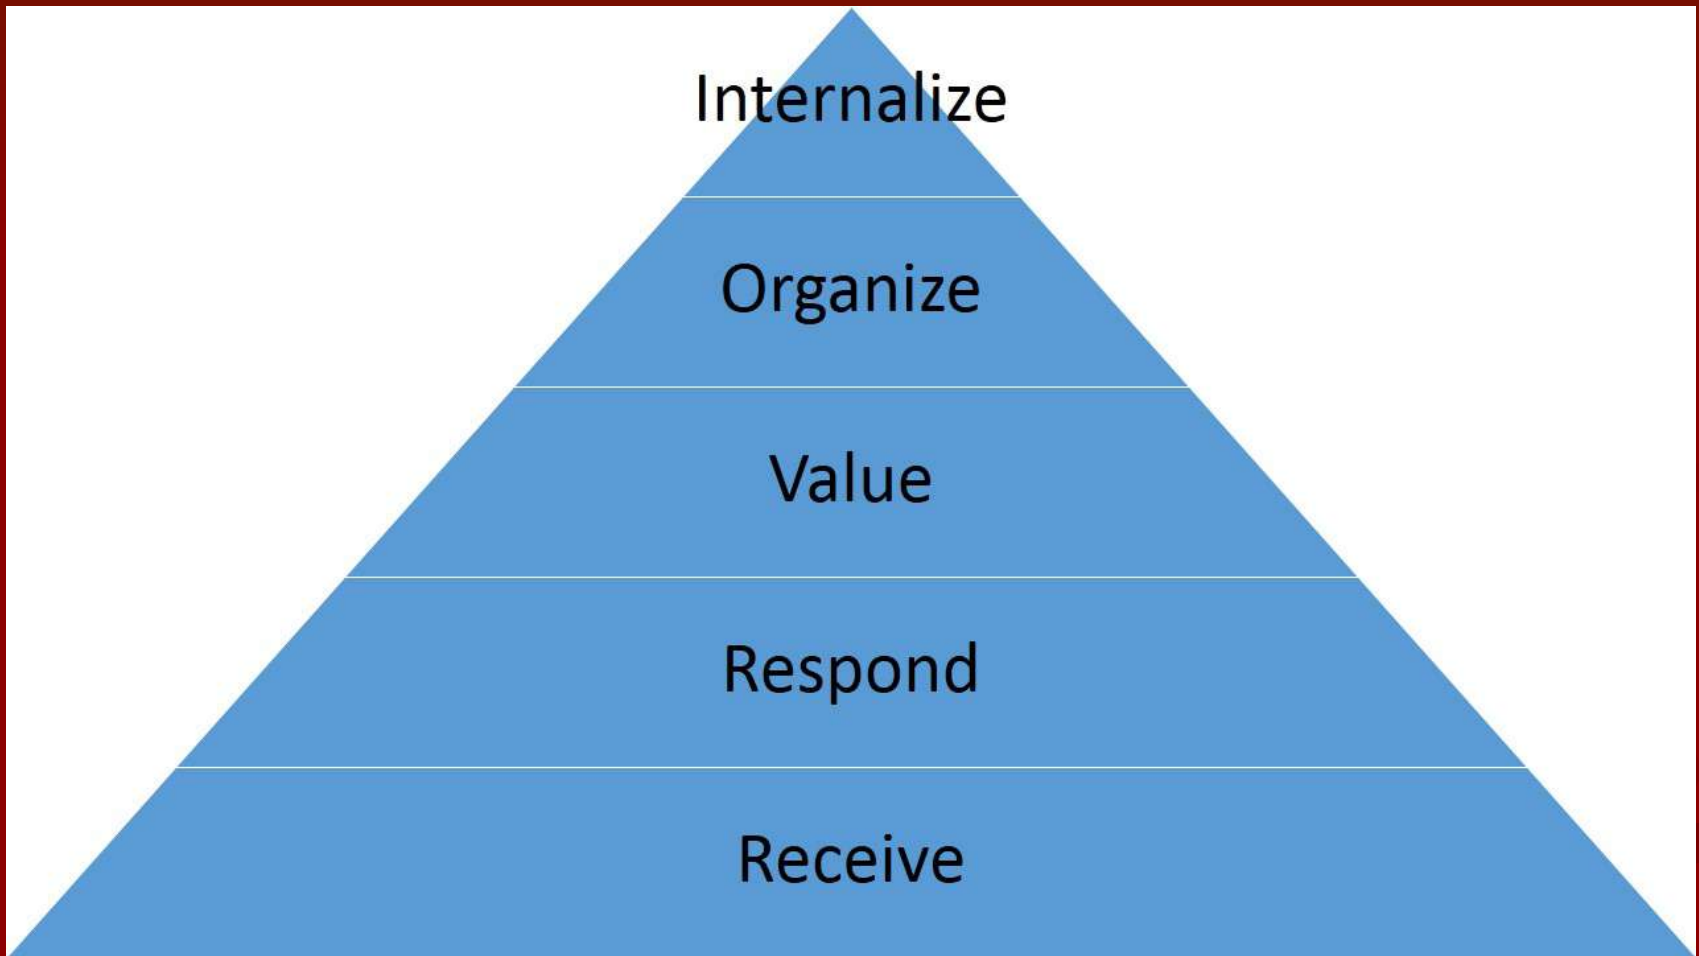 Internalize
Organize
Value
Respond
Receive